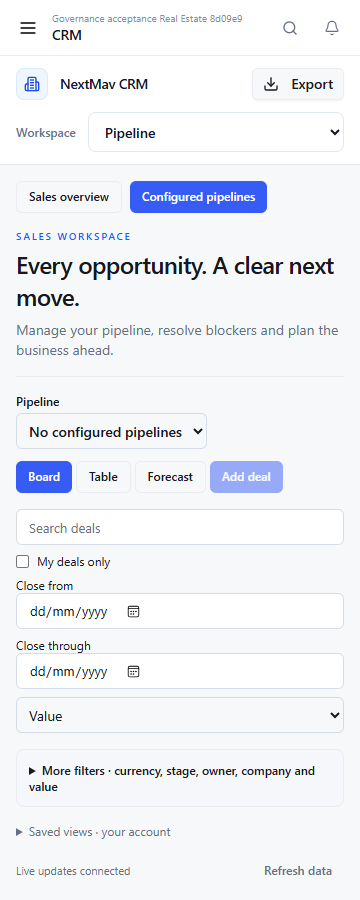 Governance acceptance Real Estate 8d09e9
CRM
NextMav CRM
Export
Workspace
Pipeline
Sales overview
Configured pipelines
SALES WORKSPACE
Every opportunity. A clear next
move.
Manage your pipeline, resolve blockers and plan the
business ahead.
Pipeline
No configured pipelines
Board
Table
Forecast
Add deal
Search deals
My deals only
Close from
dd/mm/yyyy
Close through
dd/mm/yyyy
Value
More filters · currency, stage, owner, company and
value
Saved views · your account
Live updates connected
Refresh data